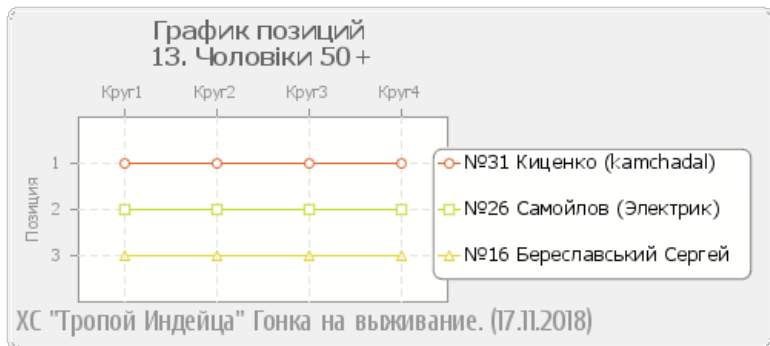 График позиций
13. Чоловіки 50+
Круг1 Круг2 Круг3 Круг4
Позиция
1
2
3
№31 Киценко (kamchadal)
№26 Самойлов (Электрик)
№16 Береславський Сергей
ХС "Тропой Индейца" Гонка на выживание. (17.11.2018)